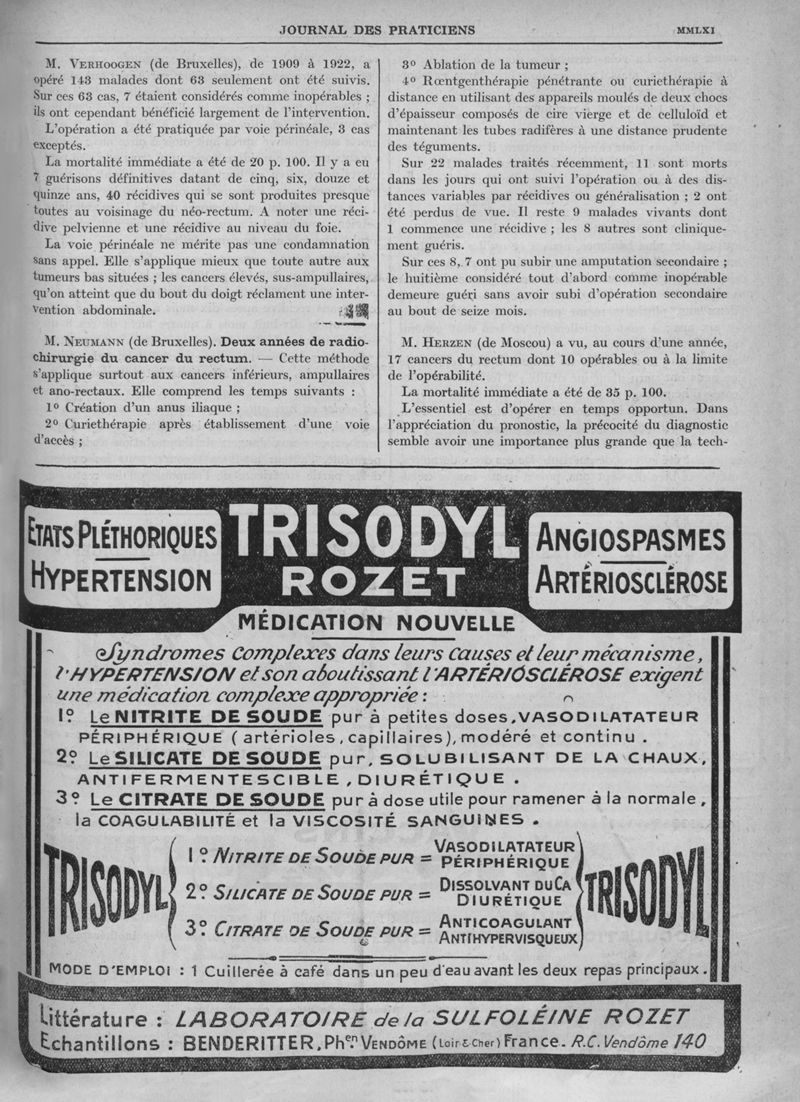 JOURNAL DES PRATICIENS
MMLXI
M. VERHOOGEN (de Bruxelles), de 1909 à 1922, a
opéré 143 malades dont 63 seulement ont été suivis.
Sur ces 63 cas, 7 étaient considérés comme inopérables ;
ils ont cependant bénéficié largement de l'intervention.
L'opération a été pratiquée par voie périnéale, 3 cas
exceptés.
La mortalité immédiate a été de 20 p. 100. Il y a eu
7 guérisons définitives datant de cinq, six, douze et
quinze ans, 40 récidives qui se sont produites presque
toutes au voisinage du néo-rectum. A noter une réci-
dive pelvienne et une récidive au niveau du foie.
La voie périnéale ne mérite pas une condamnation
sans appel. Elle s'applique mieux que toute autre aux
tumeurs bas situées ; les cancers élevés, sus-ampullaires,
qu'on atteint que du bout du doigt réclament une inter-
vention abdominale.
M. NEUMANN (de Bruxelles). Deux années de radio-
chirurgie du cancer du rectum. — Cette méthode
s'applique surtout aux cancers inférieurs, ampullaires
et ano-rectaux. Elle comprend les temps suivants :
1º Création d'un anus iliaque ;
2º Curiethérapie après établissement d'une voie
d'accès ;
3º Ablation de la tumeur ;
4º Rœntgenthérapie pénétrante ou curiethérapie à
distance en utilisant des appareils moulés de deux chocs
d'épaisseur composés de cire vierge et de celluloïd et
maintenant les tubes radifères à une distance prudente
des téguments.
Sur 22 malades traités récemment, 11 sont morts
dans les jours qui ont suivi l'opération ou à des dis-
tances variables par récidives ou généralisation ; 2 ont
été perdus de vue. Il reste 9 malades vivants dont
1 commence une récidive ; les 8 autres sont clinique-
ment guéris.
Sur ces 8, 7 ont pu subir une amputation secondaire ;
le huitième considéré tout d'abord comme inopérable
demeure guéri sans avoir subi d'opération secondaire
au bout de seize mois.
M. HERZEN (de Moscou) a vu, au cours d'une année,
17 cancers du rectum dont 10 opérables ou à la limite
de l'opérabilité.
La mortalité immédiate a été de 35 p. 100.
L'essentiel est d'opérer en temps opportun. Dans
l'appréciation du pronostic, la précocité du diagnostic
semble avoir une importance plus grande que la tech-
ETATS PLÉTHORIQUES
HYPERTENSION
TRISODYL
ROZET
ANGIOSPASMES
ARTÉRIOSCLÉROSE
MÉDICATION NOUVELLE
Syndromes Complexes dans leurs Causes et leur mécanisme,
l'HYPERTENSION et son aboutissant l'ARTÉRIOSCLÉROSE exigent
une médication complexe appropriée :
1º Le NITRITE DE SOUDE pur à petites doses, VASODILATATEUR
PÉRIPHÉRIQUE (artérioles, capillaires), modéré et continu.
2º Le SILICATE DE SOUDE pur, SOLUBILISANT DE LA CHAUX,
ANTIFERMENTESCIBLE, DIURÉTIQUE.
3º Le CITRATE DE SOUDE pur à dose utile pour ramener à la normale,
la COAGULABILITÉ et la VISCOSITÉ SANGUINES.
TRISODYL
1º NITRITE DE SOUDE PUR = VASODILATATEUR PÉRIPHÉRIQUE
2º SILICATE DE SOUDE PUR = DISSOLVANT DU CA DIURÉTIQUE
3º CITRATE DE SOUDE PUR = ANTICOAGULANT ANTIHYPERVISQUEUX
TRISODYL
MODE D'EMPLOI : 1 Cuillerée à café dans un peu d'eau avant les deux repas principaux.
Littérature : LABORATOIRE de la SULFOLÉINE ROZET
Echantillons : BENDERITTER, Phen. VENDÔME (Loir & Cher) France. R.C. Vendôme 140